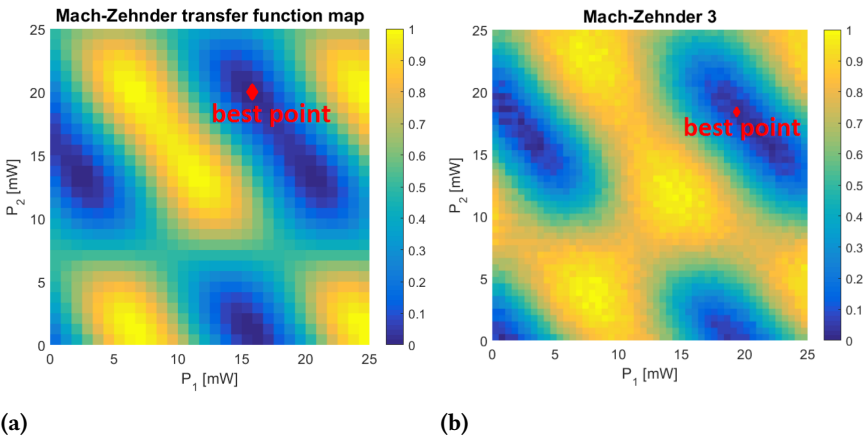 Mach-Zehnder transfer function map
25
20
15
10
5
0
0 5 10 15 20 25
P2 [mW]
P1 [mW]
best point
1
0.9
0.8
0.7
0.6
0.5
0.4
0.3
0.2
0.1
0
(a)
Mach-Zehnder 3
25
20
15
10
5
0
0 5 10 15 20 25
P2 [mW]
P1 [mW]
best point
1
0.9
0.8
0.7
0.6
0.5
0.4
0.3
0.2
0.1
0
(b)